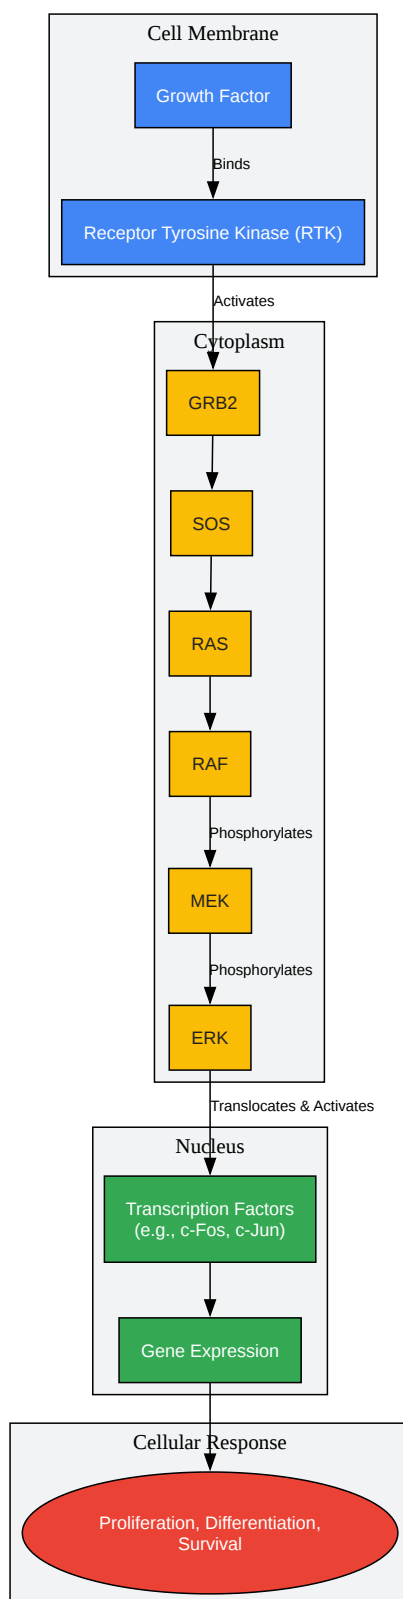 Cell Membrane
Growth Factor
Binds
Receptor Tyrosine Kinase (RTK)
Activates
Cytoplasm
GRB2
SOS
RAS
RAF
Phosphorylates
MEK
Phosphorylates
ERK
Translocates & Activates
Nucleus
Transcription Factors
(e.g., c-Fos, c-Jun)
Gene Expression
Cellular Response
Proliferation, Differentiation,
Survival